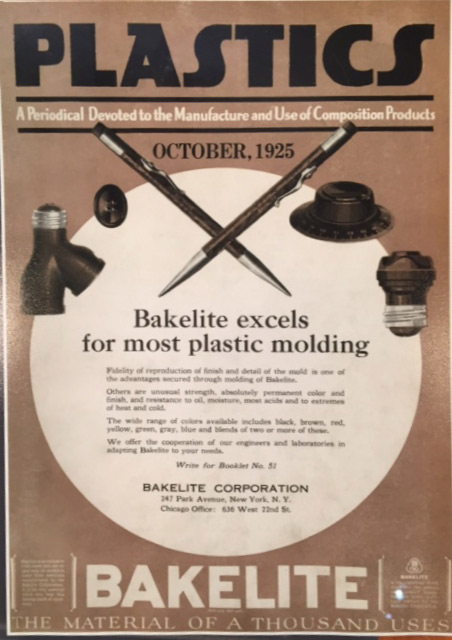 PLASTICS
A Periodical Devoted to the Manufacture and Use of Composition Products
OCTOBER, 1925
Bakelite excels
for most plastic molding
Fidelity of reproduction of finish and detail of the mold is one of
the advantages secured through molding of Bakelite.
Others are unusual strength, absolutely permanent color and
finish, and resistance to oil, moisture, most acids and to extremes
of heat and cold.
The wide range of colors available includes black, brown, red,
yellow, green, gray, blue and blends of two or more of these.
We offer the cooperation of our engineers and laboratories in
adapting Bakelite to your needs.
Write for Booklet No. 51
BAKELITE CORPORATION
247 Park Avenue, New York, N. Y.
Chicago Office: 636 West 22nd St.
BAKELITE
BAKELITE
THE MATERIAL OF A THOUSAND USES